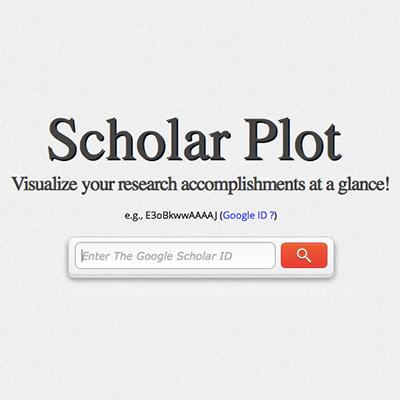 Scholar Plot
Visualize your research accomplishments at a glance!
e.g., E3oBkwwAAAAJ (Google ID ?)
Enter The Google Scholar ID